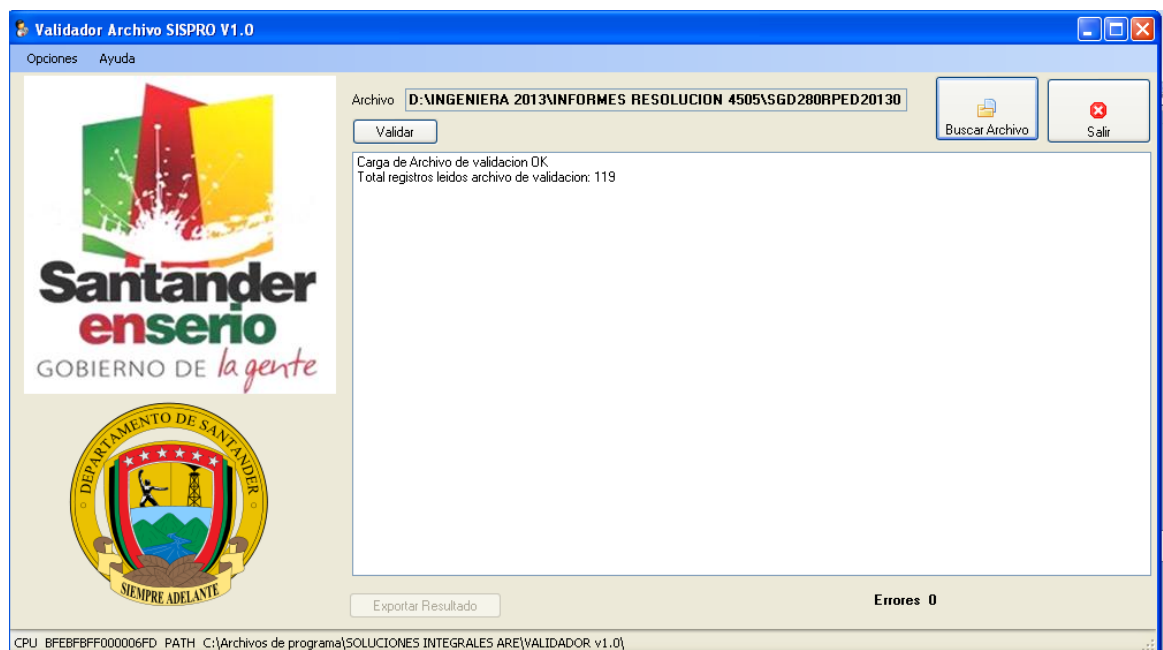 Validador Archivo SISPRO V1.0
Opciones Ayuda
Archivo D:\INGENIERA 2013\INFORMES RESOLUCION 4505\SGD280RPED20130
Buscar Archivo
Salir
Validar
Carga de Archivo de validacion OK
Total registros leidos archivo de validacion: 119
Santander
enserio
GOBIERNO DE la gente
DEPARTAMENTO DE SANTANDER
SIEMPRE ADELANTE
Exportar Resultado
Errores 0
CPU BFEBFBFF000006FD PATH C:\Archivos de programa\SOLUCIONES INTEGRALES ARE\VALIDADOR v1.0\